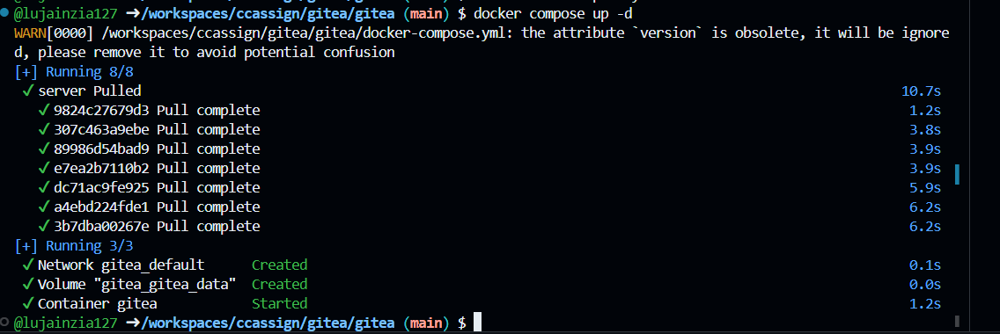 @lujainzia127 ➜/workspaces/ccassign/gitea/gitea (main) $ docker compose up -d
WARN[0000] /workspaces/ccassign/gitea/gitea/docker-compose.yml: the attribute `version` is obsolete, it will be ignore
d, please remove it to avoid potential confusion
[+] Running 8/8
✓ server Pulled 10.7s
✓ 9824c27679d3 Pull complete 1.2s
✓ 307c463a9ebe Pull complete 3.8s
✓ 89986d54bad9 Pull complete 3.9s
✓ e7ea2b7110b2 Pull complete 3.9s
✓ dc71ac9fe925 Pull complete 5.9s
✓ a4ebd224fde1 Pull complete 6.2s
✓ 3b7dba00267e Pull complete 6.2s
[+] Running 3/3
✓ Network gitea_default Created 0.1s
✓ Volume "gitea_gitea_data" Created 0.0s
✓ Container gitea Started 1.2s
@lujainzia127 ➜/workspaces/ccassign/gitea/gitea (main) $